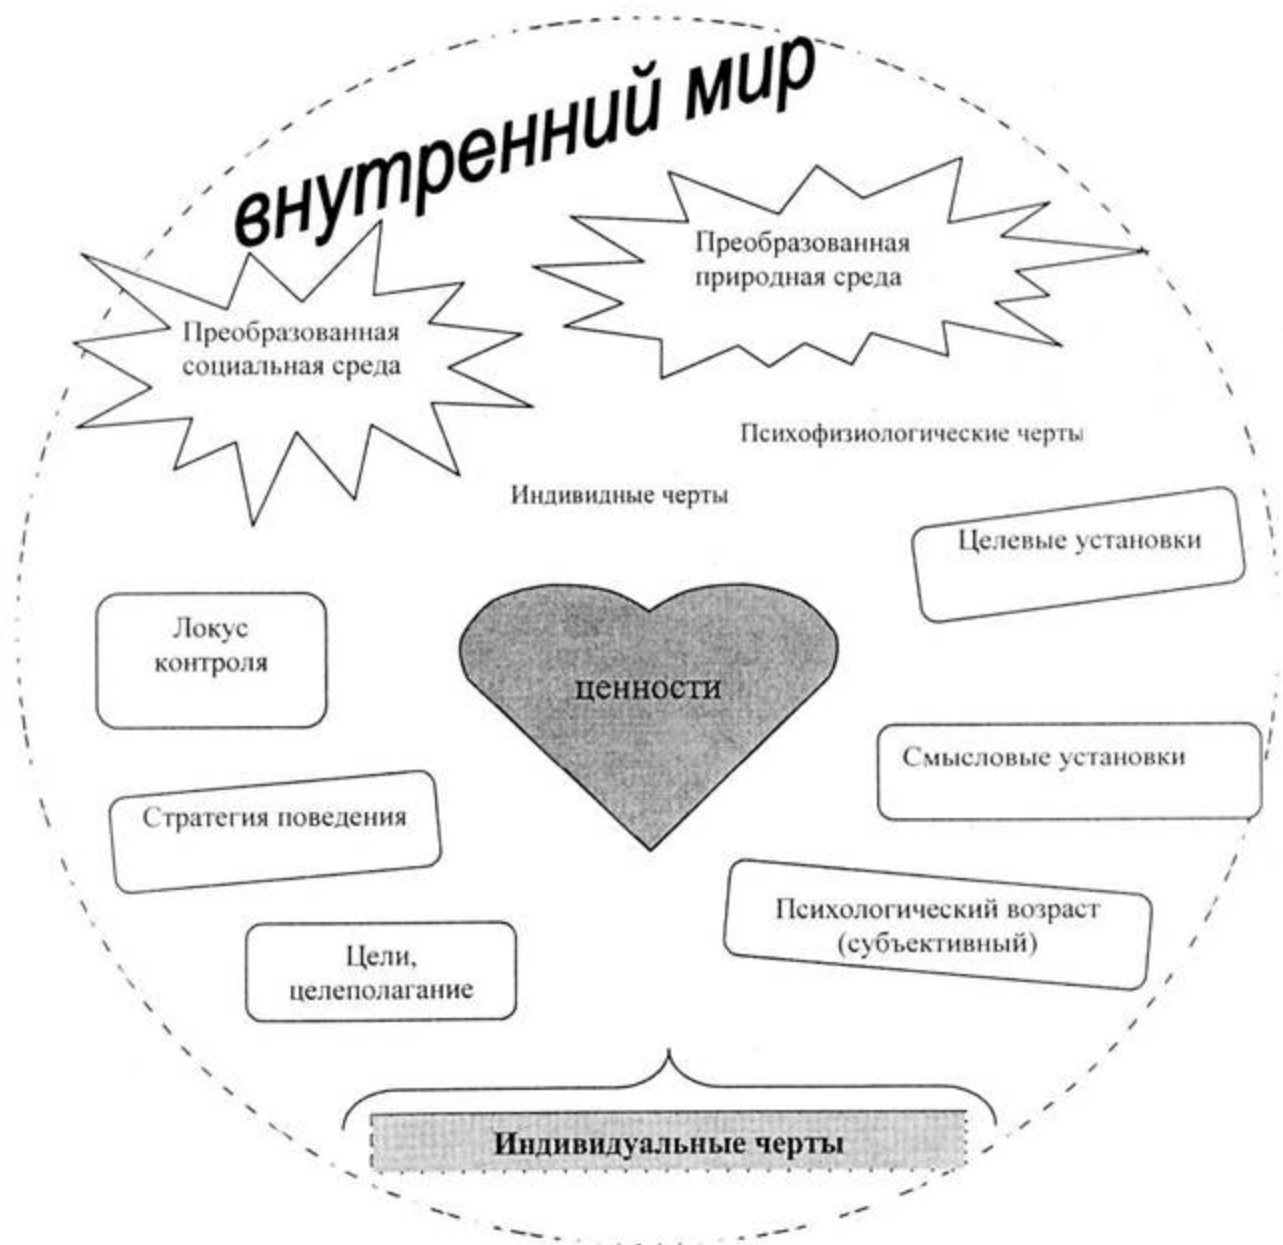 внутренний мир
Преобразованная
природная среда
Преобразованная
социальная среда
Психофизиологические черты
Индивидные черты
Целевые установки
Локус
контроля
ценности
Смысловые установки
Стратегия поведения
Психологический возраст
(субъективный)
Цели,
целеполагание
Индивидуальные черты